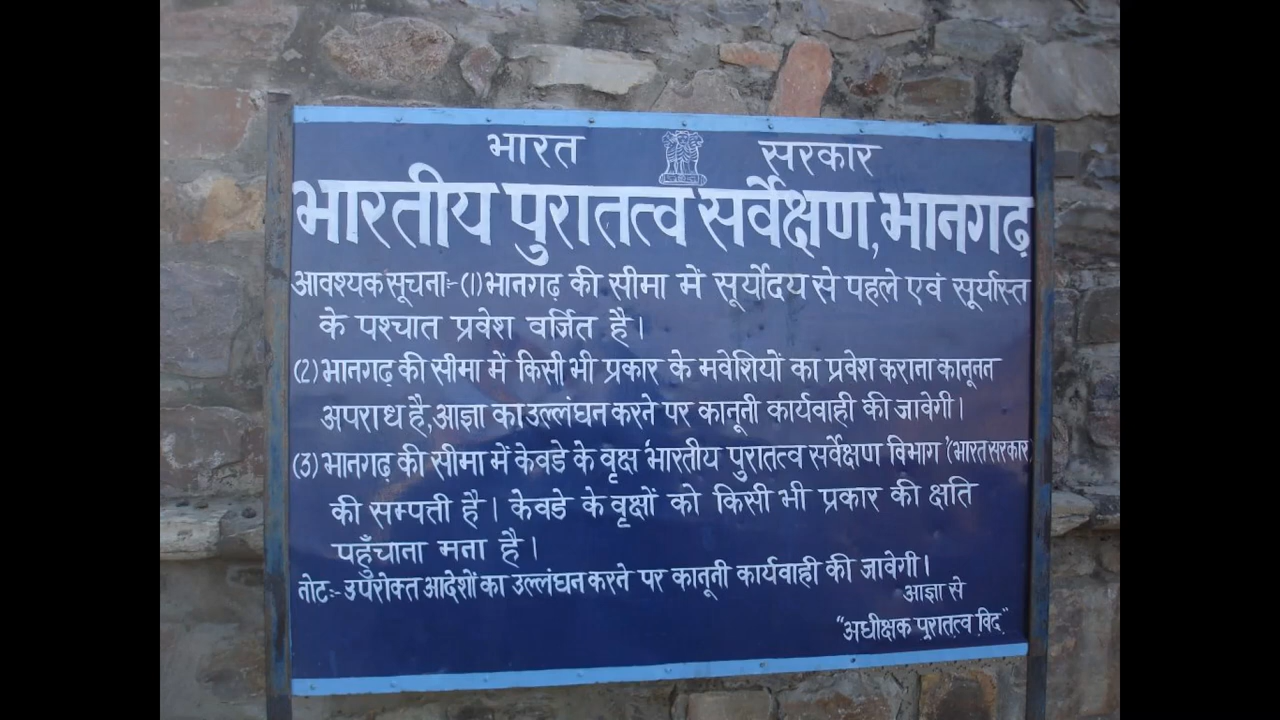 भारत सरकार
भारतीय पुरातत्व सर्वेक्षण, भानगढ़
आवश्यक सूचना:-(1) भानगढ़ की सीमा में सूर्योदय से पहले एवं सूर्यास्त
के पश्चात प्रवेश वर्जित है।
(2) भानगढ़ की सीमा में किसी भी प्रकार के मवेशियों का प्रवेश कराना कानूनन
अपराध है, आज्ञा का उल्लंघन करने पर कानूनी कार्यवाही की जावेगी।
(3) भानगढ़ की सीमा में केवडे के वृक्ष 'भारतीय पुरातत्व सर्वेक्षण विभाग '(भारत सरकार
की सम्पती है। केवडे के वृक्षों को किसी भी प्रकार की क्षति
पहुँचाना मना है।
नोट:- उपरोक्त आदेशों का उल्लंघन करने पर कानूनी कार्यवाही की जावेगी।
आज्ञा से
"अधीक्षक पुरातत्व विद"